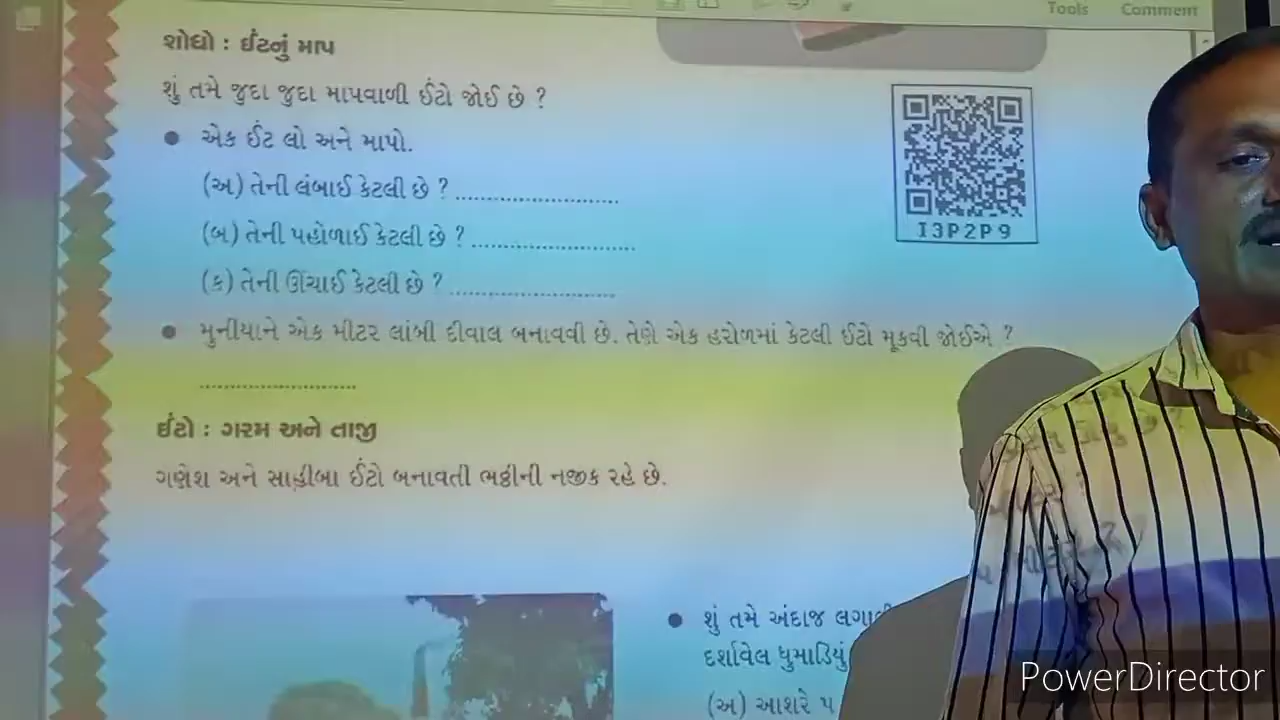 Tools Comment
શોધો : ઈંટનું માપ
શું તમે જુદા જુદા માપવાળી ઈંટો જોઈ છે ?
● એક ઈંટ લો અને માપો.
(અ) તેની લંબાઈ કેટલી છે ? ....................
(બ) તેની પહોળાઈ કેટલી છે ? ....................
(ક) તેની ઊંચાઈ કેટલી છે ? ....................
I3P2P9
● મુનીયાને એક મીટર લાંબી દીવાલ બનાવવી છે. તેણે એક હરોળમાં કેટલી ઈંટો મૂકવી જોઈએ ?
....................
ઈંટો : ગરમ અને તાજી
ગણેશ અને સાહીબા ઈંટો બનાવતી ભઠ્ઠીની નજીક રહે છે.
● શું તમે અંદાજ
દર્શાવેલ ધુમાડિયું
(અ) આશરે પ
PowerDirector